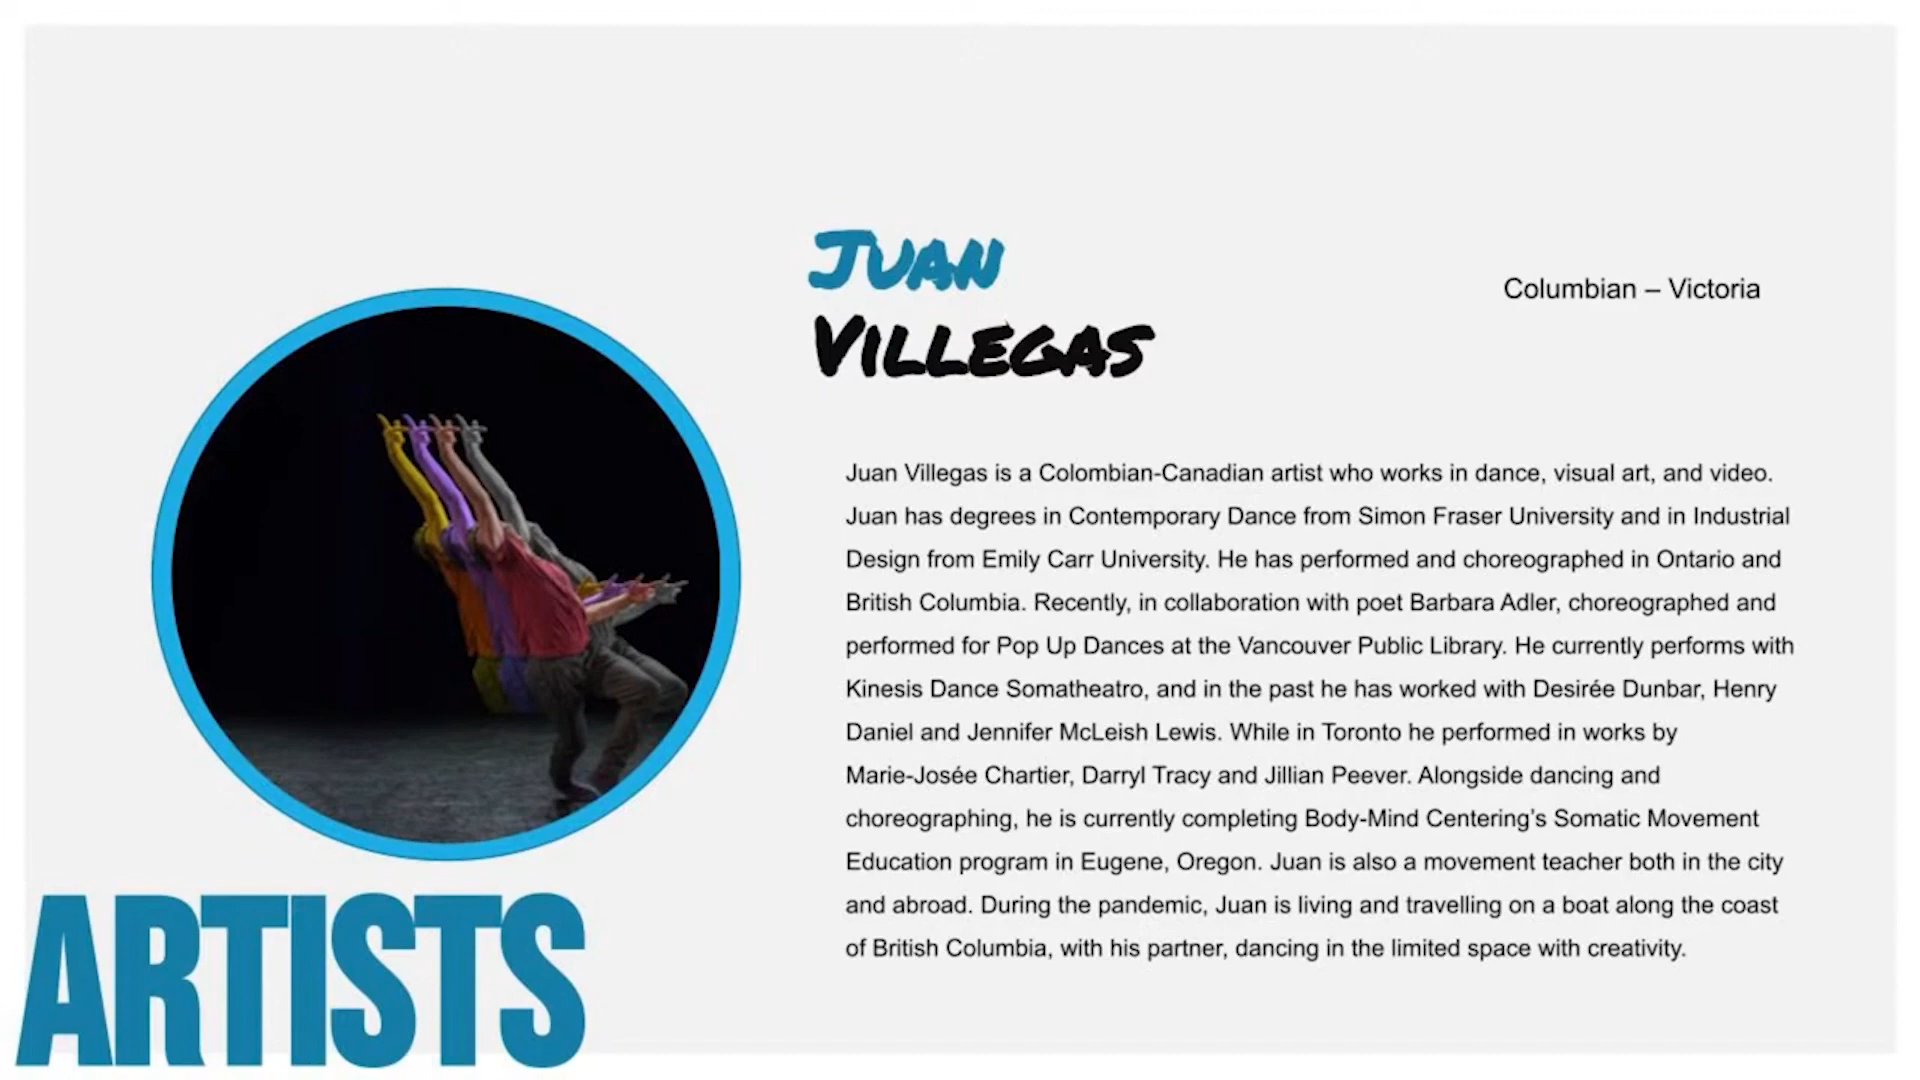 JUAN
VILLEGAS
Columbian – Victoria
Juan Villegas is a Colombian-Canadian artist who works in dance, visual art, and video.
Juan has degrees in Contemporary Dance from Simon Fraser University and in Industrial
Design from Emily Carr University. He has performed and choreographed in Ontario and
British Columbia. Recently, in collaboration with poet Barbara Adler, choreographed and
performed for Pop Up Dances at the Vancouver Public Library. He currently performs with
Kinesis Dance Somatheatro, and in the past he has worked with Desirée Dunbar, Henry
Daniel and Jennifer McLeish Lewis. While in Toronto he performed in works by
Marie-Josée Chartier, Darryl Tracy and Jillian Peever. Alongside dancing and
choreographing, he is currently completing Body-Mind Centering’s Somatic Movement
Education program in Eugene, Oregon. Juan is also a movement teacher both in the city
and abroad. During the pandemic, Juan is living and travelling on a boat along the coast
of British Columbia, with his partner, dancing in the limited space with creativity.
ARTISTS